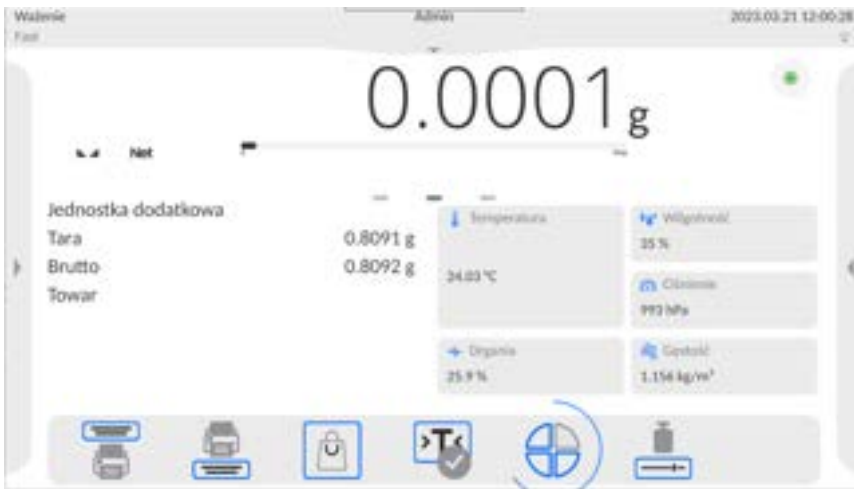 Ważenie
Admin
2023.03.21 12:00:28
Fast
0.0001 g
Net
Jednostka dodatkowa
Tara 0.8091 g
Brutto 0.8092 g
Towar
Temperatura
24.03 °C
Wilgotność
35 %
Ciśnienie
993 hPa
Drgania
25.9 %
Gęstość
1.156 kg/m³
>T<